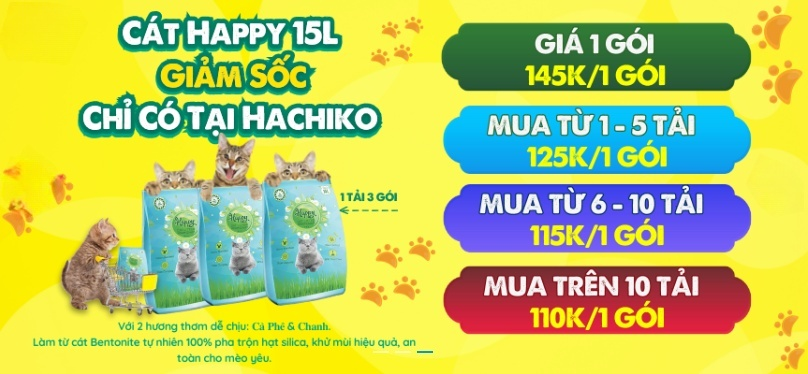 CÁT HAPPY 15L
GIẢM SỐC
CHỈ CÓ TẠI HACHIKO
1 TẢI 3 GÓI
Happy
Happy
Happy
Với 2 hương thơm dễ chịu: Cà Phê & Chanh.
Làm từ cát Bentonite tự nhiên 100% pha trộn hạt silica, khử mùi hiệu quả, an
toàn cho mèo yêu.
GIÁ 1 GÓI
145K/1 GÓI
MUA TỪ 1 - 5 TẢI
125K/1 GÓI
MUA TỪ 6 - 10 TẢI
115K/1 GÓI
MUA TRÊN 10 TẢI
110K/1 GÓI